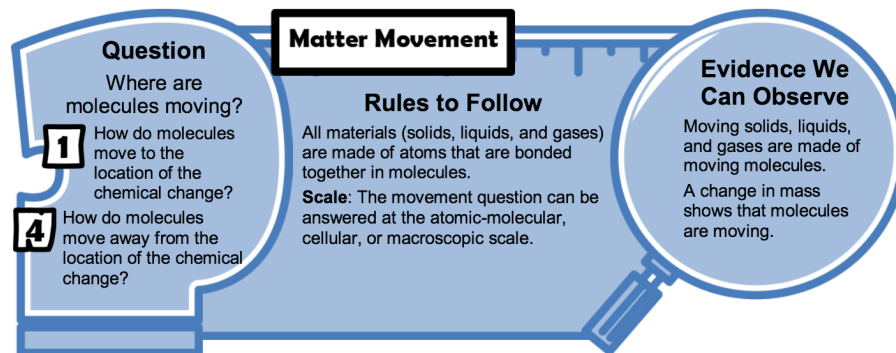 Matter Movement
Question
Where are
molecules moving?
1
How do molecules
move to the
location of the
chemical change?
4
How do molecules
move away from the
location of the chemical
change?
Rules to Follow
All materials (solids, liquids, and gases)
are made of atoms that are bonded
together in molecules.
Scale: The movement question can be
answered at the atomic-molecular,
cellular, or macroscopic scale.
Evidence We
Can Observe
Moving solids, liquids,
and gases are made of
moving molecules.
A change in mass
shows that molecules
are moving.